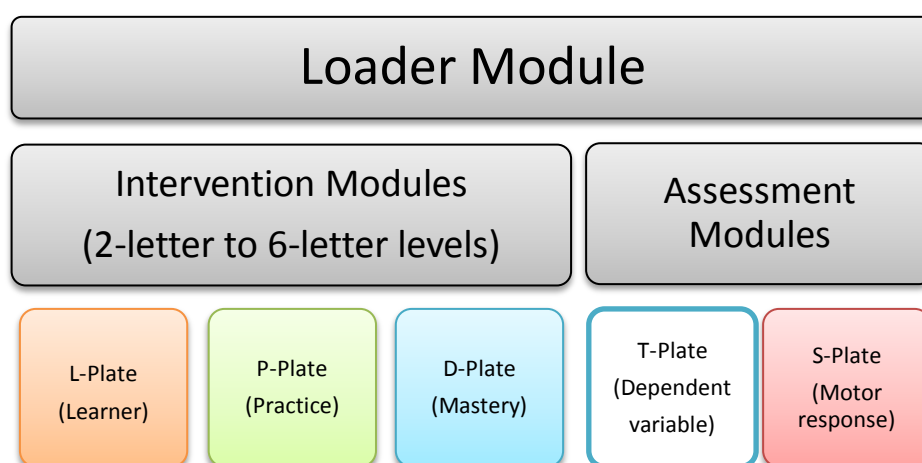 Loader Module
Intervention Modules
(2-letter to 6-letter levels)
Assessment
Modules
L-Plate
(Learner)
P-Plate
(Practice)
D-Plate
(Mastery)
T-Plate
(Dependent
variable)
S-Plate
(Motor
response)